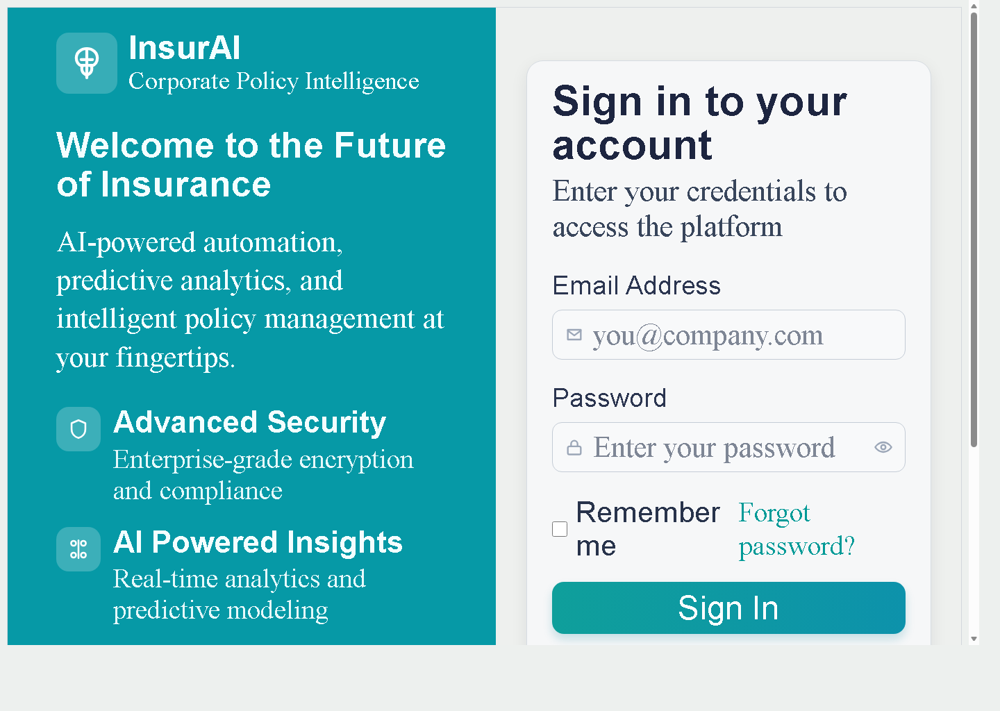 InsurAI
Corporate Policy Intelligence
Welcome to the Future
of Insurance
AI-powered automation,
predictive analytics, and
intelligent policy management at
your fingertips.
Advanced Security
Enterprise-grade encryption
and compliance
AI Powered Insights
Real-time analytics and
predictive modeling
Sign in to your
account
Enter your credentials to
access the platform
Email Address
you@company.com
Password
Enter your password
Remember
me
Forgot
password?
Sign In